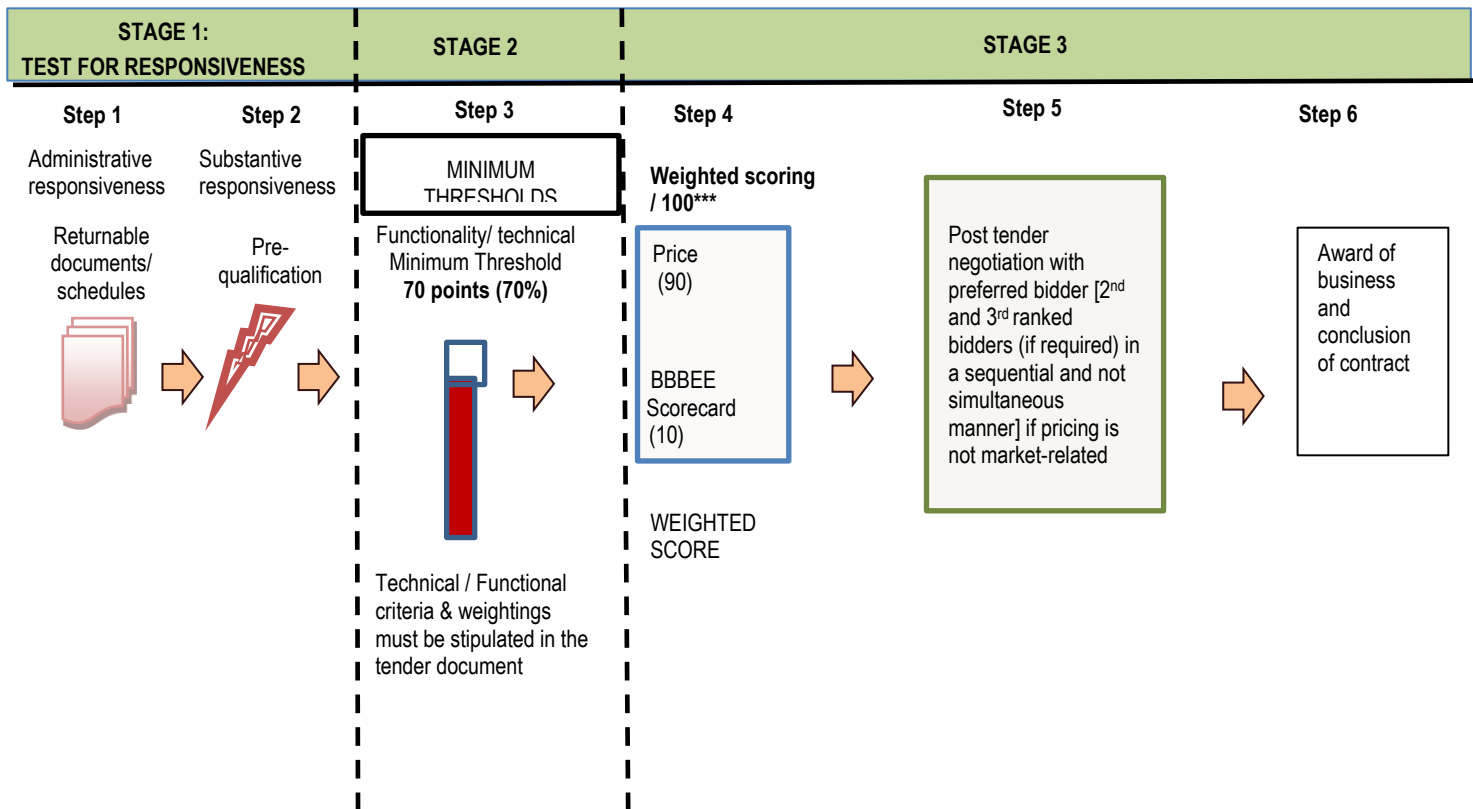 STAGE 1:
TEST FOR RESPONSIVENESS
STAGE 2
STAGE 3
Step 1
Step 2
Step 3
Step 4
Step 5
Step 6
Administrative
responsiveness
Returnable
documents/
schedules
Substantive
responsiveness
Pre-
qualification
MINIMUM
THRESHOLDS
Functionality/ technical
Minimum Threshold
70 points (70%)
Technical / Functional
criteria & weightings
must be stipulated in the
tender document
Weighted scoring
/ 100***
Price
(90)
BBBEE
Scorecard
(10)
WEIGHTED
SCORE
Post tender
negotiation with
preferred bidder [2nd
and 3rd ranked
bidders (if required) in
a sequential and not
simultaneous
manner] if pricing is
not market-related
Award of
business
and
conclusion
of contract